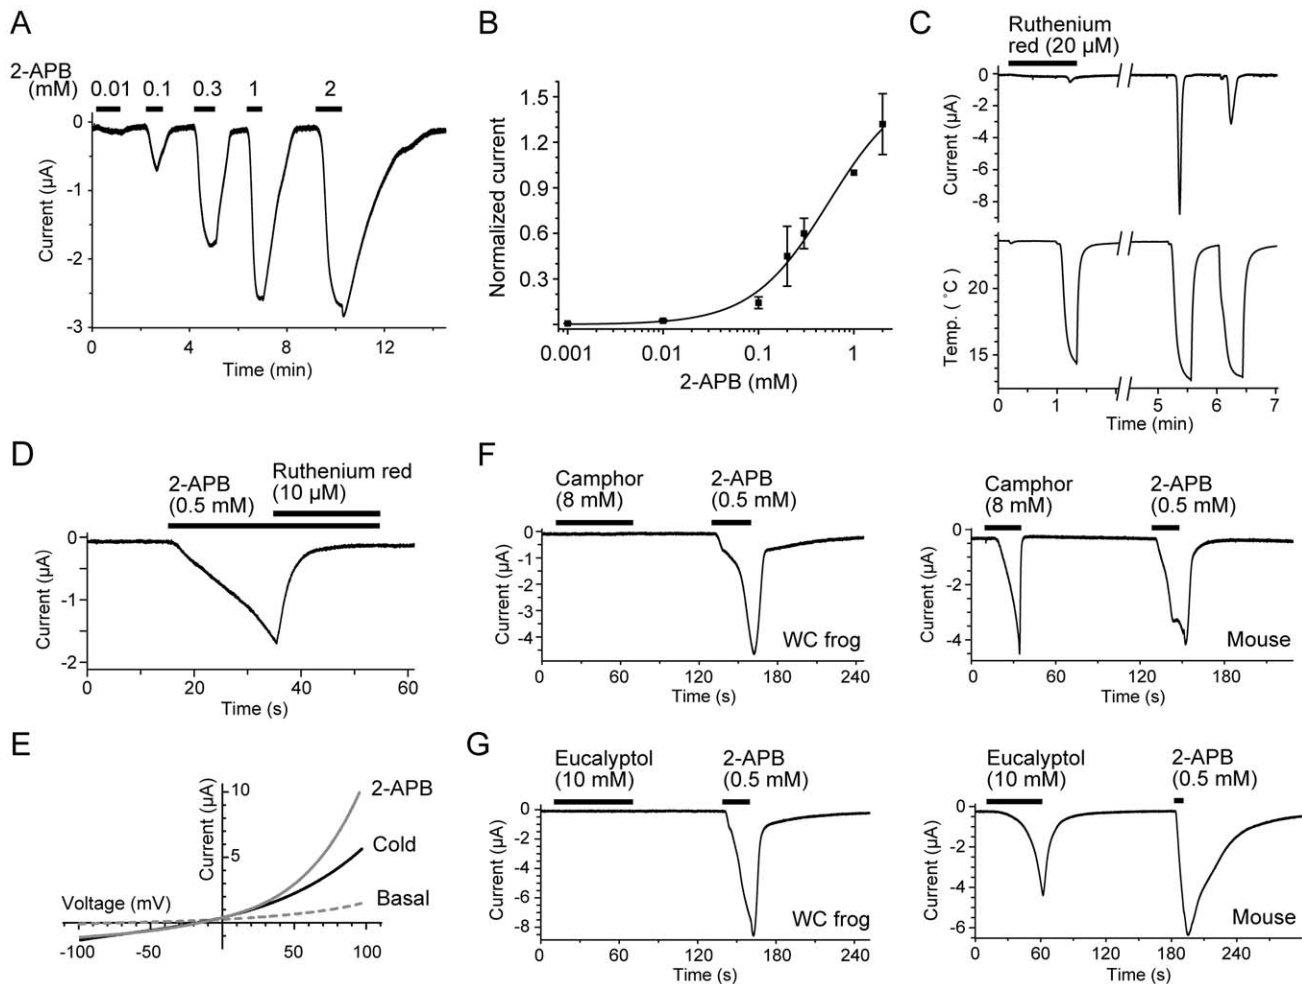 A
2-APB
(mM)
0.01 0.1 0.3 1 2
0
-1
-2
-3
Current (µA)
0 4 8 12
Time (min)
B
1.5
1.2
0.9
0.6
0.3
Normalized current
0.001 0.01 0.1 1
2-APB (mM)
C
Ruthenium
red (20 µM)
0
-2
-4
-6
-8
Current (µA)
20
15
Temp. (°C)
0 1 5 6 7
Time (min)
D
2-APB
(0.5 mM)
Ruthenium red
(10 µM)
0
-1
-2
Current (µA)
0 20 40 60
Time (s)
E
10
5
Current (µA)
2-APB
Cold
Basal
Voltage (mV)
-100 -50 0 50 100
F
Camphor
(8 mM)
2-APB
(0.5 mM)
0
-1
-2
-3
-4
Current (µA)
WC frog
0 60 120 180 240
Time (s)
Camphor
(8 mM)
2-APB
(0.5 mM)
0
-1
-2
-3
-4
-5
Current (µA)
Mouse
0 60 120 180
Time (s)
G
Eucalyptol
(10 mM)
2-APB
(0.5 mM)
0
-2
-4
-6
-8
Current (µA)
WC frog
0 60 120 180 240
Time (s)
Eucalyptol
(10 mM)
2-APB
(0.5 mM)
0
-2
-4
-6
Current (µA)
Mouse
0 60 120 180 240
Time (s)